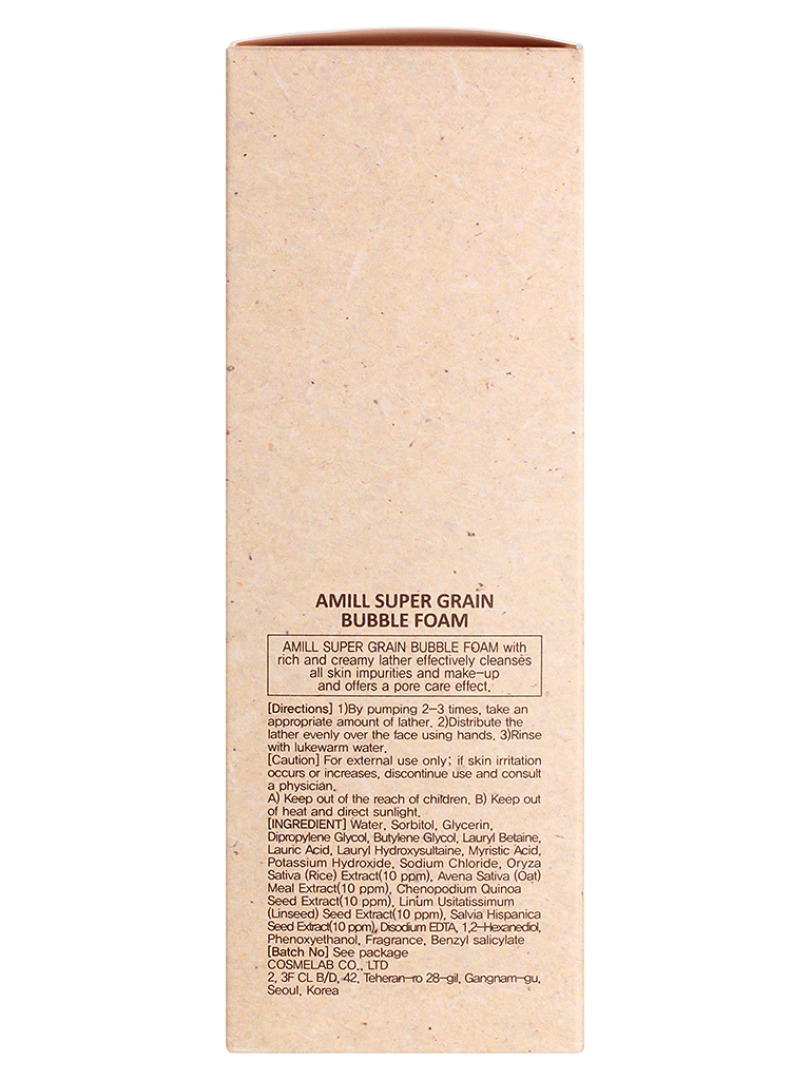 AMILL SUPER GRAIN
BUBBLE FOAM
AMILL SUPER GRAIN BUBBLE FOAM with
rich and creamy lather effectively cleanses
all skin impurities and make-up
and offers a pore care effect.
[Directions] 1)By pumping 2-3 times, take an
appropriate amount of lather. 2)Distribute the
lather evenly over the face using hands. 3)Rinse
with lukewarm water.
[Caution] For external use only; if skin irritation
occurs or increases, discontinue use and consult
a physician.
A) Keep out of the reach of children. B) Keep out
of heat and direct sunlight.
[INGREDIENT] Water, Sorbitol, Glycerin,
Dipropylene Glycol, Butylene Glycol, Lauryl Betaine,
Lauric Acid, Lauryl Hydroxysultaine, Myristic Acid,
Potassium Hydroxide, Sodium Chloride, Oryza
Sativa (Rice) Extract(10 ppm), Avena Sativa (Oat)
Meal Extract(10 ppm), Chenopodium Quinoa
Seed Extract(10 ppm), Linum Usitatissimum
(Linseed) Seed Extract(10 ppm), Salvia Hispanica
Seed Extract(10 ppm), Disodium EDTA, 1,2-Hexanediol,
Phenoxyethanol, Fragrance, Benzyl salicylate
[Batch No] See package
COSMELAB CO., LTD
2, 3F CL B/D, 42, Teheran-ro 28-gil, Gangnam-gu,
Seoul, Korea